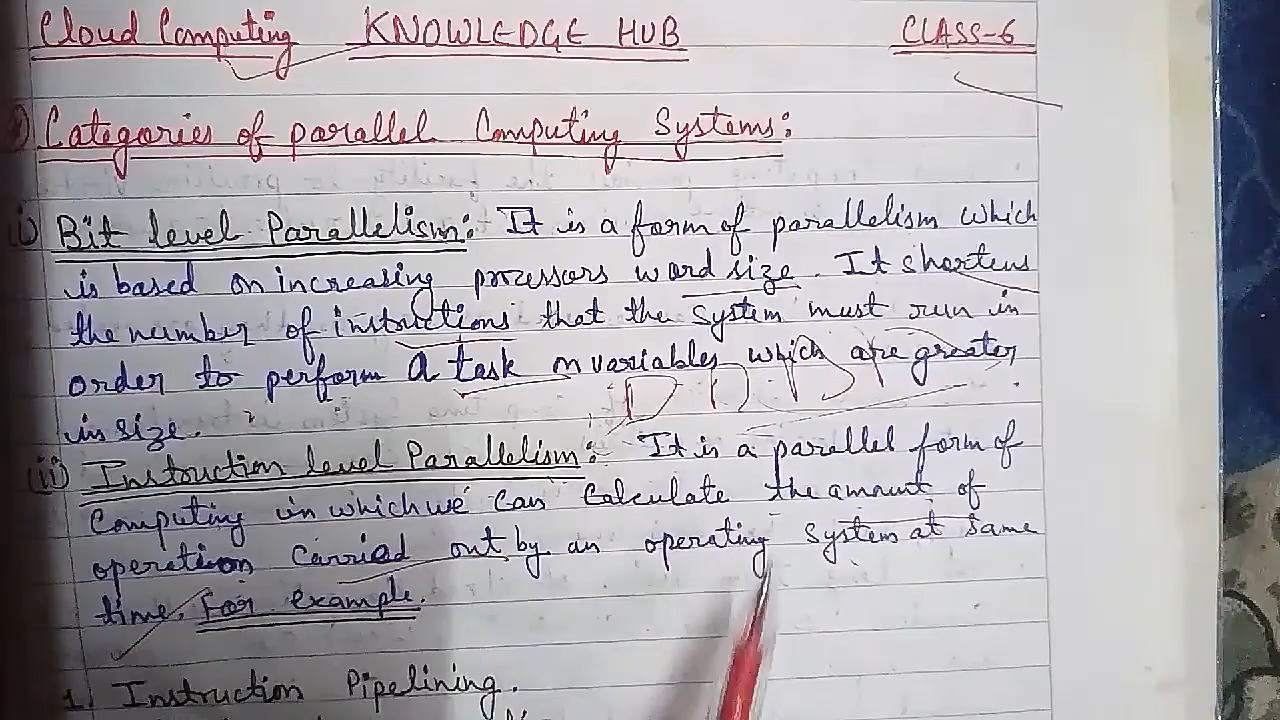 Cloud Computing KNOWLEDGE HUB CLASS-6
Categories of parallel Computing Systems:
i) Bit level Parallelism: It is a form of parallelism which
is based on increasing processors word size. It shortens
the number of instructions that the system must run in
order to perform a task on variables which are greater
in size.
(ii) Instruction level Parallelism: It is a parallel form of
Computing in which we can Calculate the amount of
operation carried out by an operating system at same
time. For example.
1. Instruction Pipelining.